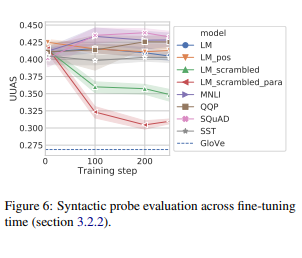 0.450
0.425
0.400
0.375
0.350
0.325
0.300
0.275
UUAS
0
100
200
Training step
model
LM
LM_pos
LM_scrambled
LM_scrambled_para
MNLI
QQP
SQuAD
SST
GloVe
Figure 6: Syntactic probe evaluation across fine-tuning
time (section 3.2.2).